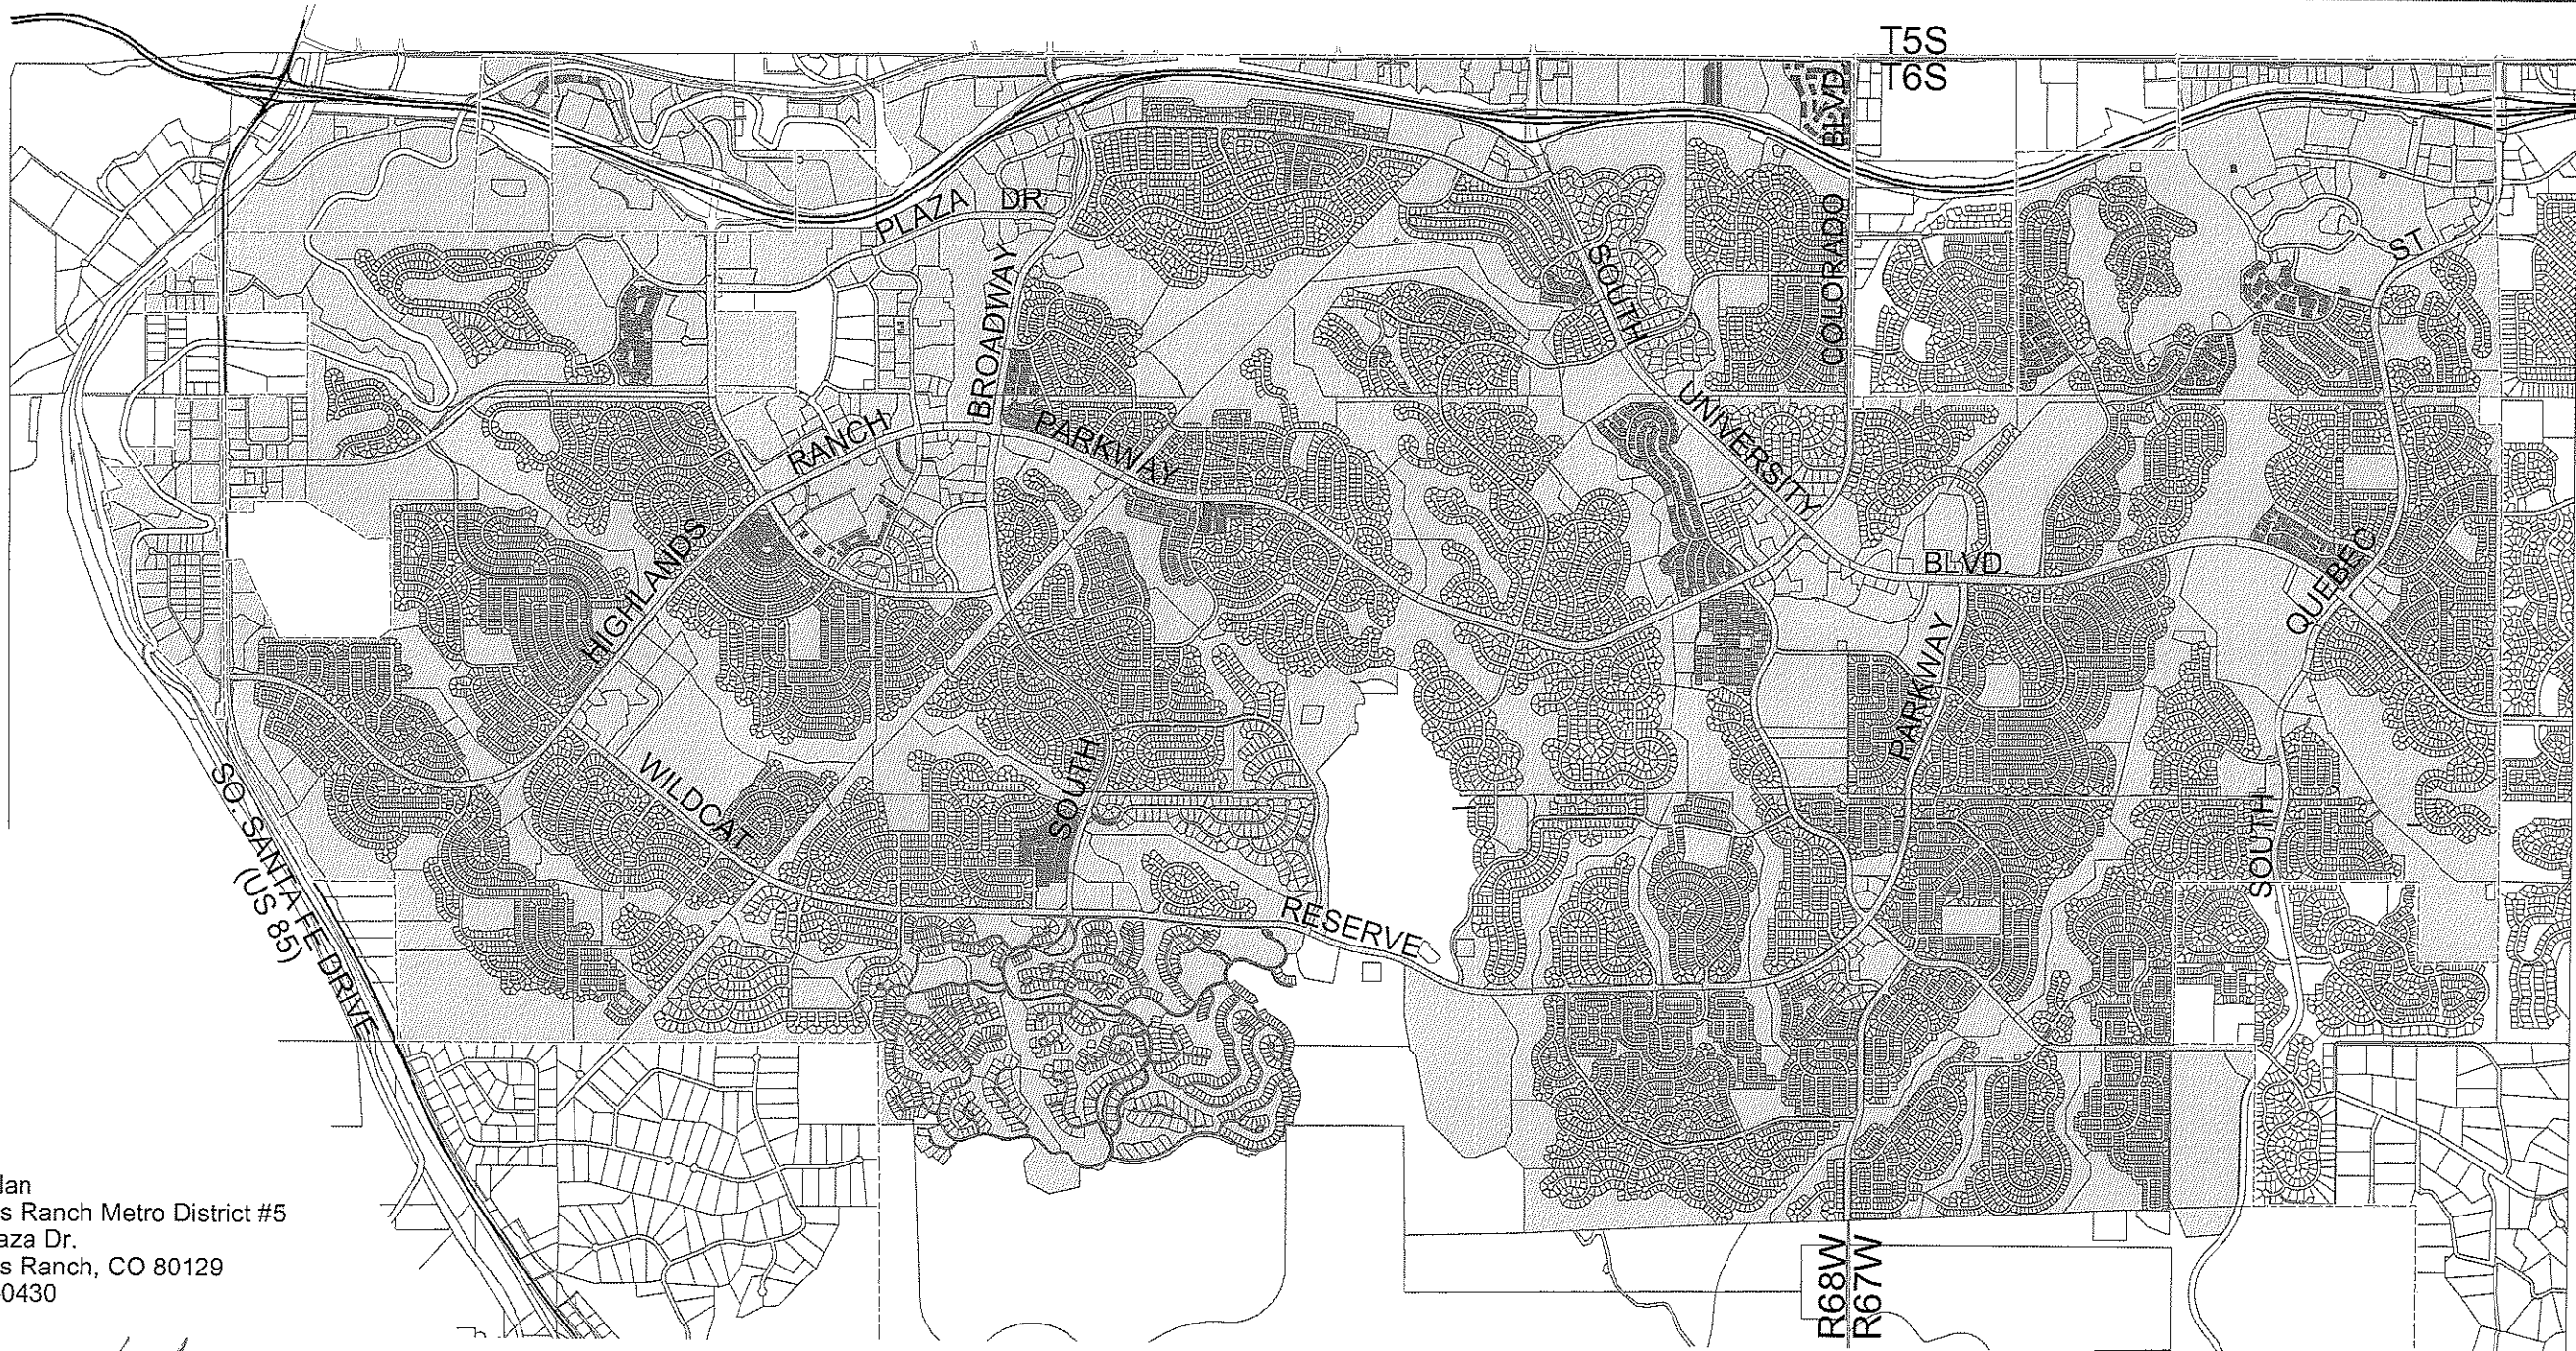 T5S
T6S
BLVD
COLORADO
PLAZA DR
BROADWAY
SOUTH
ST.
UNIVERSITY
RANCH
PARKWAY
HIGHLANDS
BLVD.
QUEBEC
PARKWAY
WILDCAT
SOUTH
SOUTH
SO. SANTA FE DRIVE
(US 85)
RESERVE
lan
s Ranch Metro District #5
aza Dr.
s Ranch, CO 80129
0430
R68W
R67W